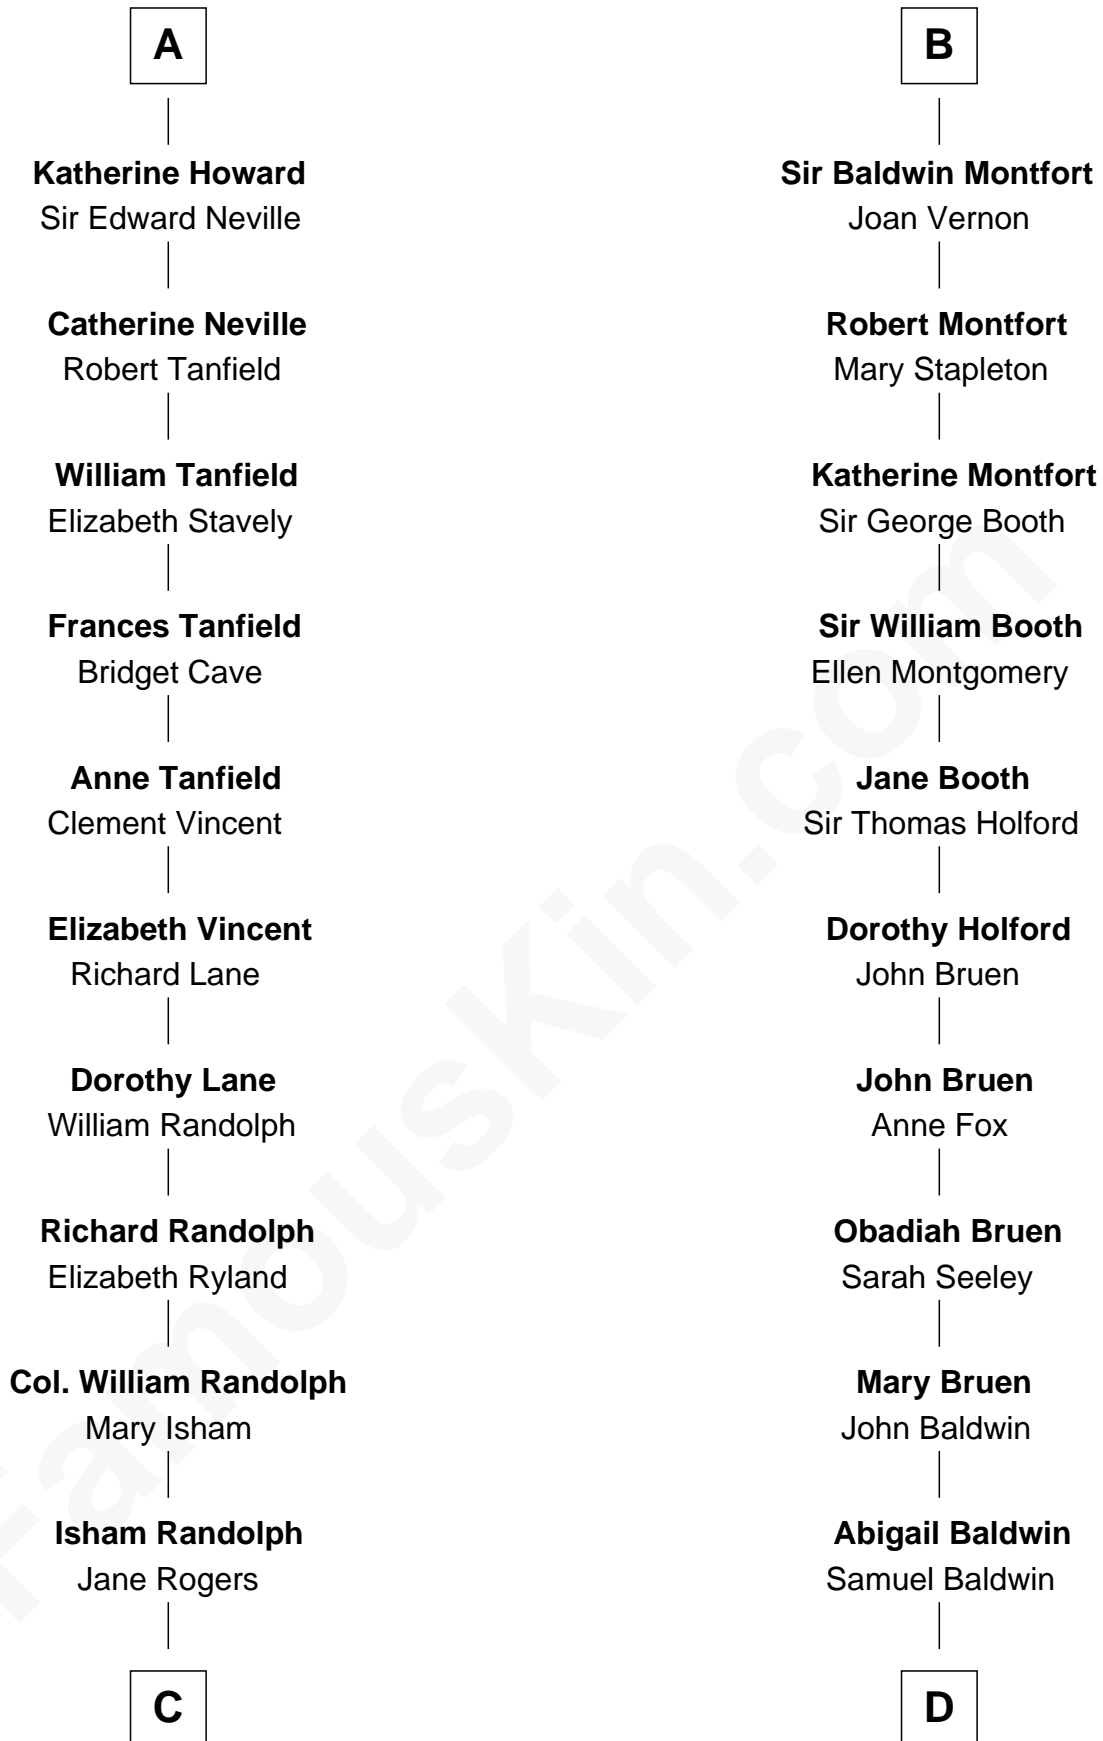 A
Katherine Howard
Sir Edward Neville
Catherine Neville
Robert Tanfield
William Tanfield
Elizabeth Stavely
Frances Tanfield
Bridget Cave
Anne Tanfield
Clement Vincent
Elizabeth Vincent
Richard Lane
Dorothy Lane
William Randolph
Richard Randolph
Elizabeth Ryland
Col. William Randolph
Mary Isham
Isham Randolph
Jane Rogers
C
B
Sir Baldwin Montfort
Joan Vernon
Robert Montfort
Mary Stapleton
Katherine Montfort
Sir George Booth
Sir William Booth
Ellen Montgomery
Jane Booth
Sir Thomas Holford
Dorothy Holford
John Bruen
John Bruen
Anne Fox
Obadiah Bruen
Sarah Seeley
Mary Bruen
John Baldwin
Abigail Baldwin
Samuel Baldwin
D
FamousKin.com